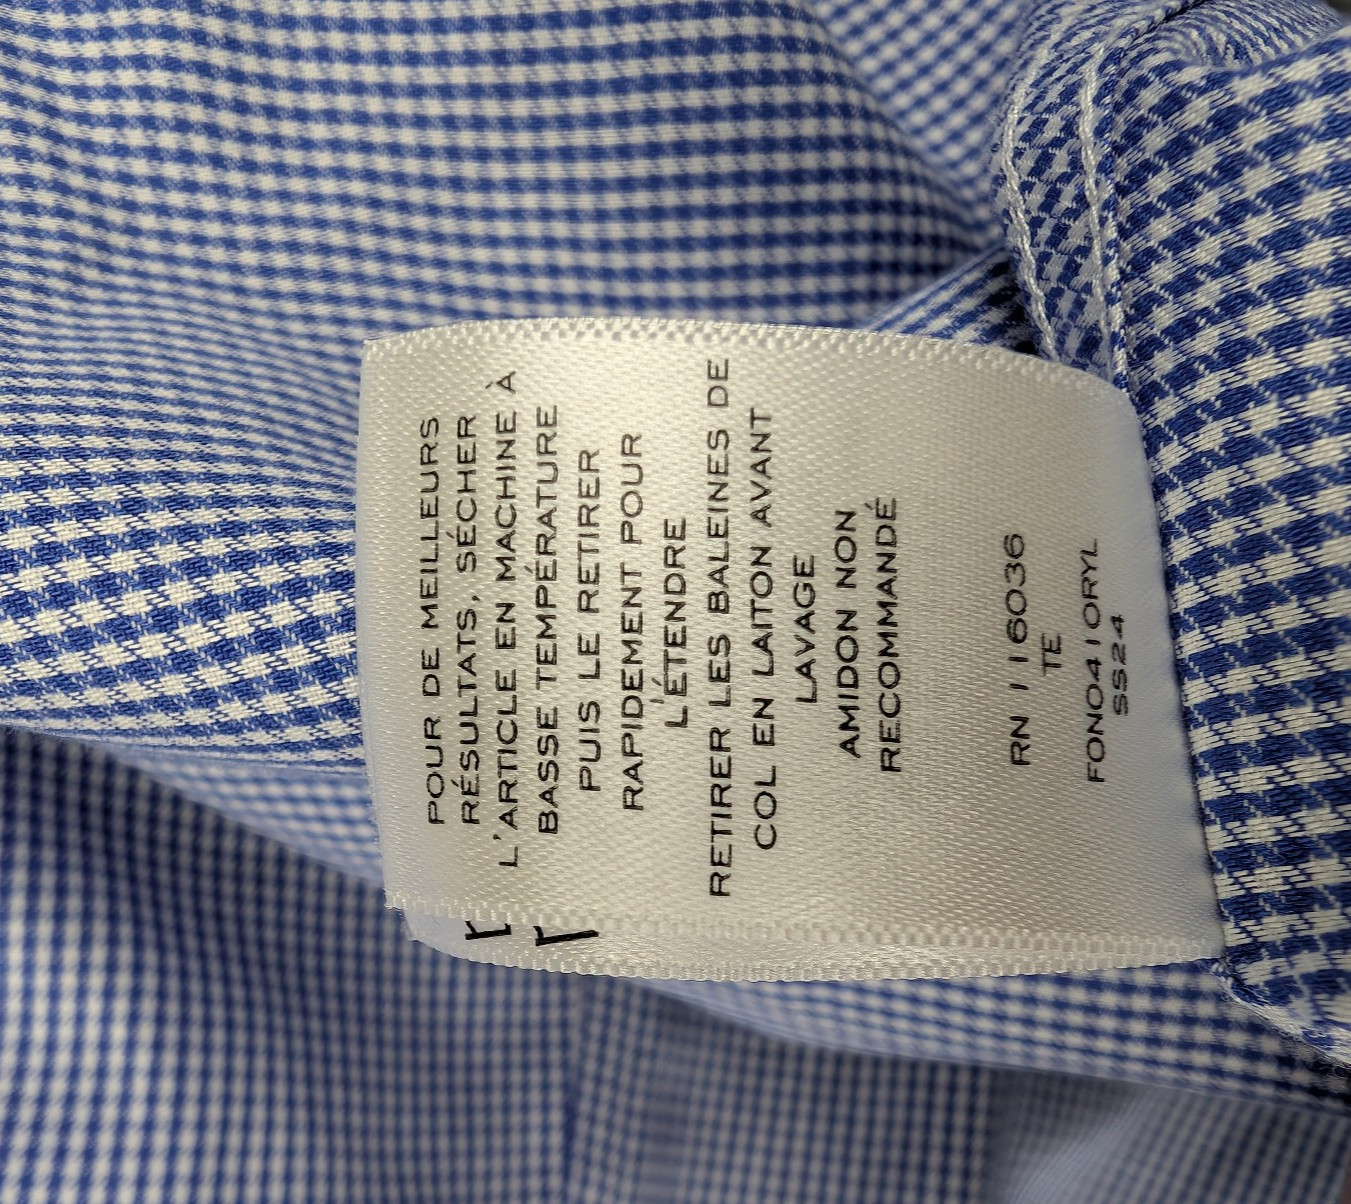 POUR DE MEILLEURS
RÉSULTATS, SÉCHER
L'ARTICLE EN MACHINE À
BASSE TEMPÉRATURE
PUIS LE RETIRER
RAPIDEMENT POUR
L'ÉTENDRE
RETIRER LES BALEINES DE
COL EN LAITON AVANT
LAVAGE
AMIDON NON
RECOMMANDÉ
RN 116036
TE
FON0410RYL
SS24